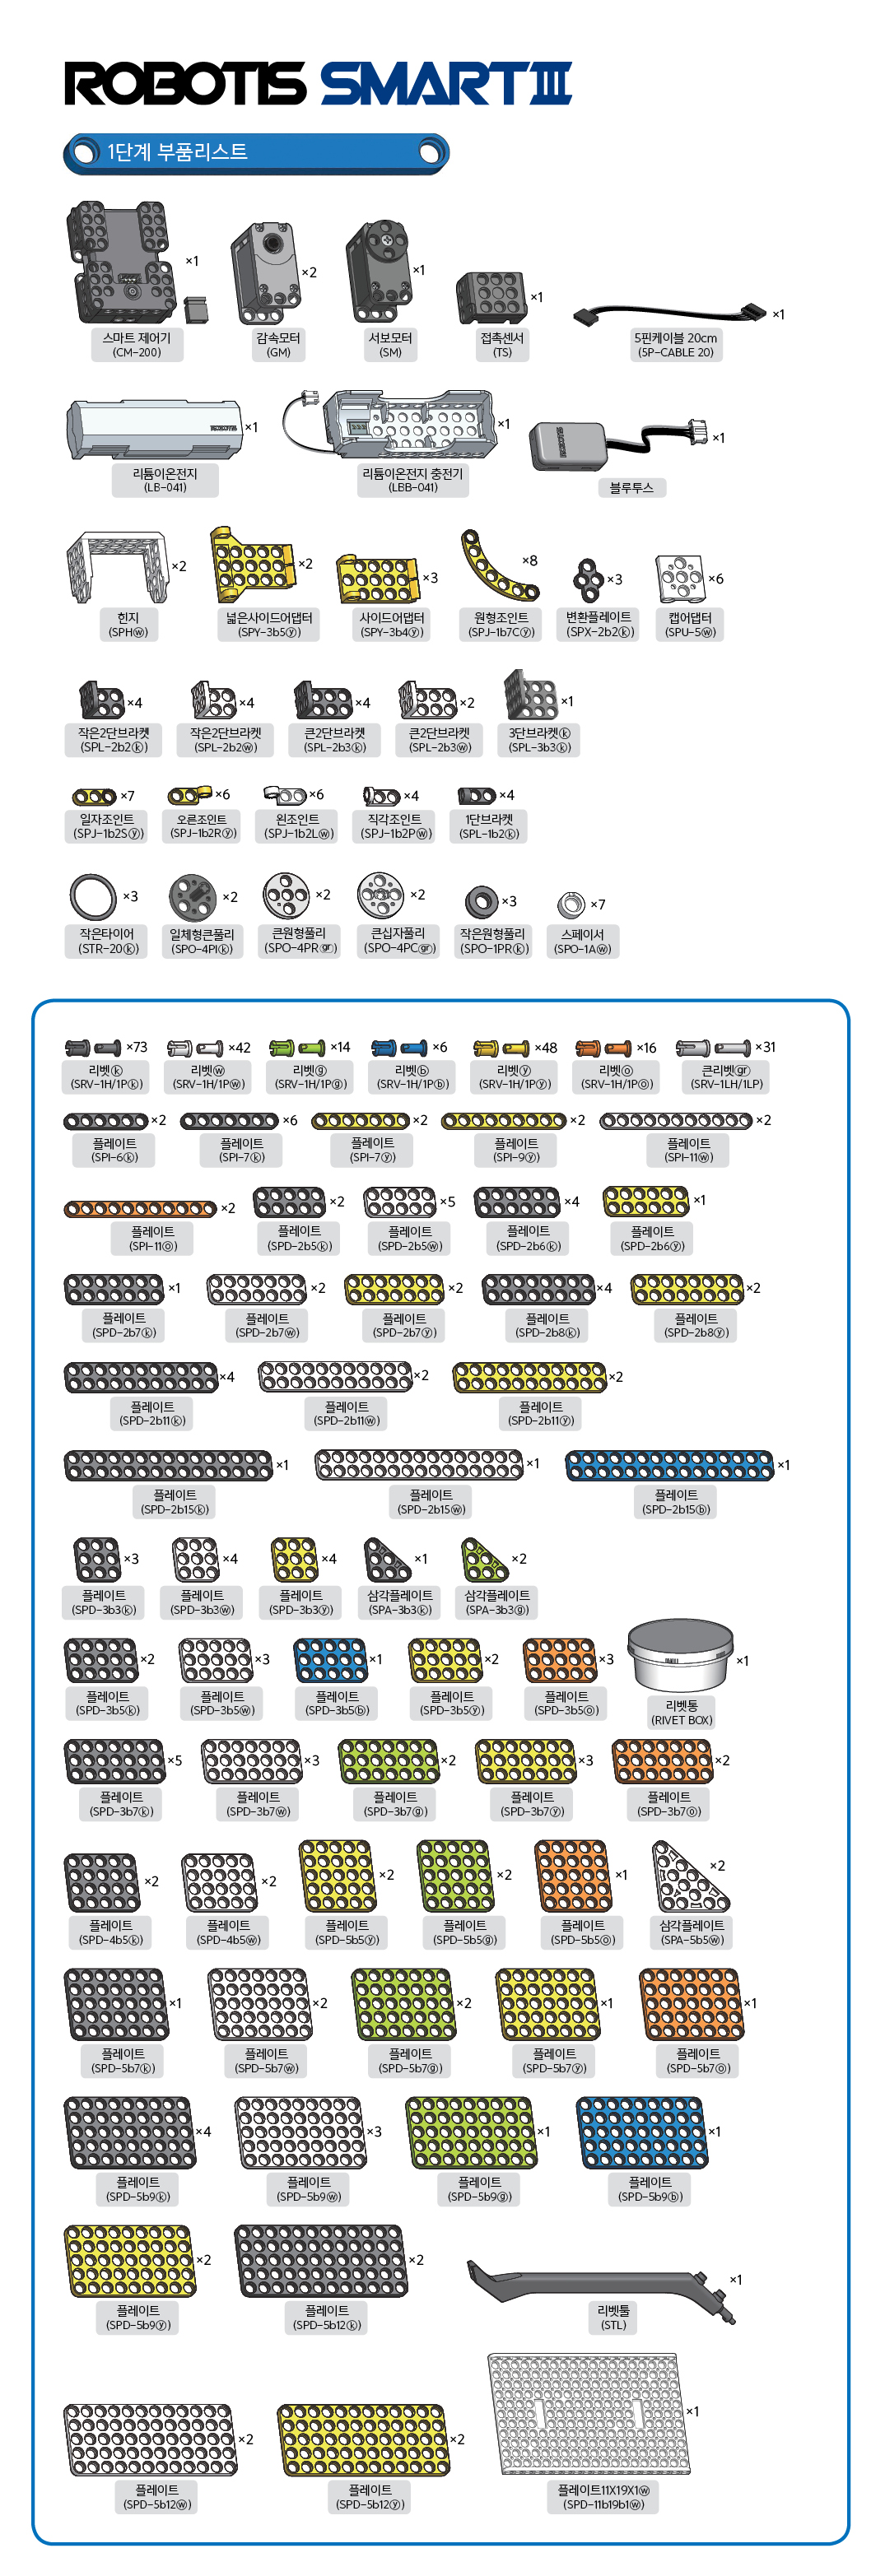 ROBOTIS SMART III
1단계 부품리스트
×1
×2
×1
×1
×1
스마트 제어기
(CM-200)
감속모터
(GM)
서보모터
(SM)
접촉센서
(TS)
5핀케이블 20cm
(5P-CABLE 20)
ROBOTIS
×1
×1
×1
리튬이온전지
(LB-041)
리튬이온전지 충전기
(LBB-041)
블루투스
×2
×2
×3
×8
×3
×6
힌지
(SPHⓦ)
넓은사이드어댑터
(SPY-3b5ⓨ)
사이드어댑터
(SPY-3b4ⓨ)
원형조인트
(SPJ-1b7Cⓨ)
변환플레이트
(SPX-2b2ⓚ)
캡어댑터
(SPU-5ⓦ)
×4
×4
×4
×2
×1
작은2단브라켓
(SPL-2b2ⓚ)
작은2단브라켓
(SPL-2b2ⓦ)
큰2단브라켓
(SPL-2b3ⓚ)
큰2단브라켓
(SPL-2b3ⓦ)
3단브라켓ⓚ
(SPL-3b3ⓚ)
×7
×6
×6
×4
×4
일자조인트
(SPJ-1b2Sⓨ)
오른조인트
(SPJ-1b2Rⓨ)
왼조인트
(SPJ-1b2Lⓦ)
직각조인트
(SPJ-1b2Pⓦ)
1단브라켓
(SPL-1b2ⓚ)
×3
×2
×2
×2
×3
×7
작은타이어
(STR-20ⓚ)
일체형큰풀리
(SPO-4PIⓚ)
큰원형풀리
(SPO-4PRgr)
큰십자풀리
(SPO-4PCgr)
작은원형풀리
(SPO-1PRⓚ)
스페이서
(SPO-1Aⓦ)
×73
×42
×14
×6
×48
×16
×31
리벳ⓚ
(SRV-1H/1Pⓚ)
리벳ⓦ
(SRV-1H/1Pⓦ)
리벳ⓖ
(SRV-1H/1Pⓖ)
리벳ⓑ
(SRV-1H/1Pⓑ)
리벳ⓨ
(SRV-1H/1Pⓨ)
리벳ⓞ
(SRV-1H/1Pⓞ)
큰리벳gr
(SRV-1LH/1LP)
×2
×6
×2
×2
×2
플레이트
(SPI-6ⓚ)
플레이트
(SPI-7ⓚ)
플레이트
(SPI-7ⓨ)
플레이트
(SPI-9ⓨ)
플레이트
(SPI-11ⓦ)
×2
×2
×5
×4
×1
플레이트
(SPI-11ⓞ)
플레이트
(SPD-2b5ⓚ)
플레이트
(SPD-2b5ⓦ)
플레이트
(SPD-2b6ⓚ)
플레이트
(SPD-2b6ⓨ)
×1
×2
×2
×4
×2
플레이트
(SPD-2b7ⓚ)
플레이트
(SPD-2b7ⓦ)
플레이트
(SPD-2b7ⓨ)
플레이트
(SPD-2b8ⓚ)
플레이트
(SPD-2b8ⓨ)
×4
×2
×2
플레이트
(SPD-2b11ⓚ)
플레이트
(SPD-2b11ⓦ)
플레이트
(SPD-2b11ⓨ)
×1
×1
×1
플레이트
(SPD-2b15ⓚ)
플레이트
(SPD-2b15ⓦ)
플레이트
(SPD-2b15ⓑ)
×3
×4
×4
×1
×2
플레이트
(SPD-3b3ⓚ)
플레이트
(SPD-3b3ⓦ)
플레이트
(SPD-3b3ⓨ)
삼각플레이트
(SPA-3b3ⓚ)
삼각플레이트
(SPA-3b3ⓖ)
×2
×3
×1
×2
×3
×1
플레이트
(SPD-3b5ⓚ)
플레이트
(SPD-3b5ⓦ)
플레이트
(SPD-3b5ⓑ)
플레이트
(SPD-3b5ⓨ)
플레이트
(SPD-3b5ⓞ)
리벳통
(RIVET BOX)
×5
×3
×2
×3
×2
플레이트
(SPD-3b7ⓚ)
플레이트
(SPD-3b7ⓦ)
플레이트
(SPD-3b7ⓖ)
플레이트
(SPD-3b7ⓨ)
플레이트
(SPD-3b7ⓞ)
×2
×2
×2
×2
×1
×2
플레이트
(SPD-4b5ⓚ)
플레이트
(SPD-4b5ⓦ)
플레이트
(SPD-5b5ⓨ)
플레이트
(SPD-5b5ⓖ)
플레이트
(SPD-5b5ⓞ)
삼각플레이트
(SPA-5b5ⓦ)
×1
×2
×2
×1
×1
플레이트
(SPD-5b7ⓚ)
플레이트
(SPD-5b7ⓦ)
플레이트
(SPD-5b7ⓖ)
플레이트
(SPD-5b7ⓨ)
플레이트
(SPD-5b7ⓞ)
×4
×3
×1
×1
플레이트
(SPD-5b9ⓚ)
플레이트
(SPD-5b9ⓦ)
플레이트
(SPD-5b9ⓖ)
플레이트
(SPD-5b9ⓑ)
×2
×2
×1
플레이트
(SPD-5b9ⓨ)
플레이트
(SPD-5b12ⓚ)
리벳툴
(STL)
×2
×2
×1
플레이트
(SPD-5b12ⓦ)
플레이트
(SPD-5b12ⓨ)
플레이트11X19X1ⓦ
(SPD-11b19b1ⓦ)